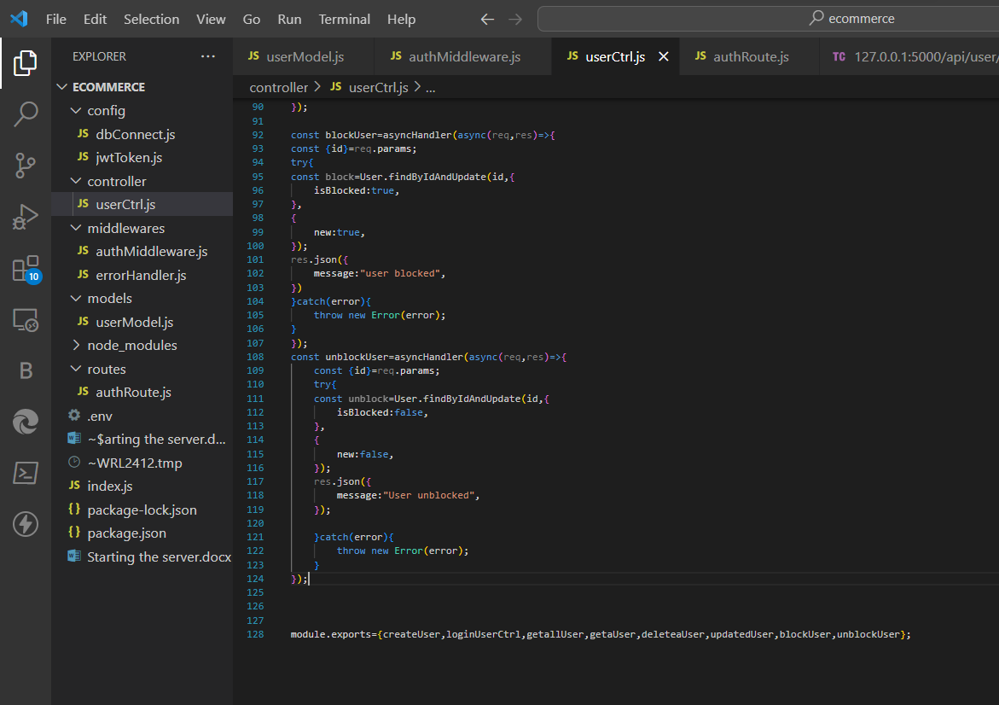 File Edit Selection View Go Run Terminal Help ecommerce
EXPLORER ...
JS userModel.js JS authMiddleware.js JS userCtrl.js JS authRoute.js TC 127.0.0.1:5000/api/user/
controller > JS userCtrl.js > ...
ECOMMERCE
config
JS dbConnect.js
JS jwtToken.js
controller
JS userCtrl.js
middlewares
JS authMiddleware.js
JS errorHandler.js
models
JS userModel.js
node_modules
routes
JS authRoute.js
.env
~$arting the server.d...
~WRL2412.tmp
JS index.js
{} package-lock.json
{} package.json
Starting the server.docx
10
B
90 });
91
92 const blockUser=asyncHandler(async(req,res)=>{
93 const {id}=req.params;
94 try{
95 const block=User.findByIdAndUpdate(id,{
96     isBlocked:true,
97 },
98 {
99     new:true,
100 });
101 res.json({
102     message:"user blocked",
103 })
104 }catch(error){
105     throw new Error(error);
106 }
107 });
108 const unblockUser=asyncHandler(async(req,res)=>{
109     const {id}=req.params;
110     try{
111     const unblock=User.findByIdAndUpdate(id,{
112         isBlocked:false,
113     },
114     {
115         new:false,
116     });
117     res.json({
118         message:"User unblocked",
119     });
120
121     }catch(error){
122         throw new Error(error);
123     }
124 });
125
126
127
128 module.exports={createUser,loginUserCtrl,getallUser,getaUser,deleteaUser,updatedUser,blockUser,unblockUser};